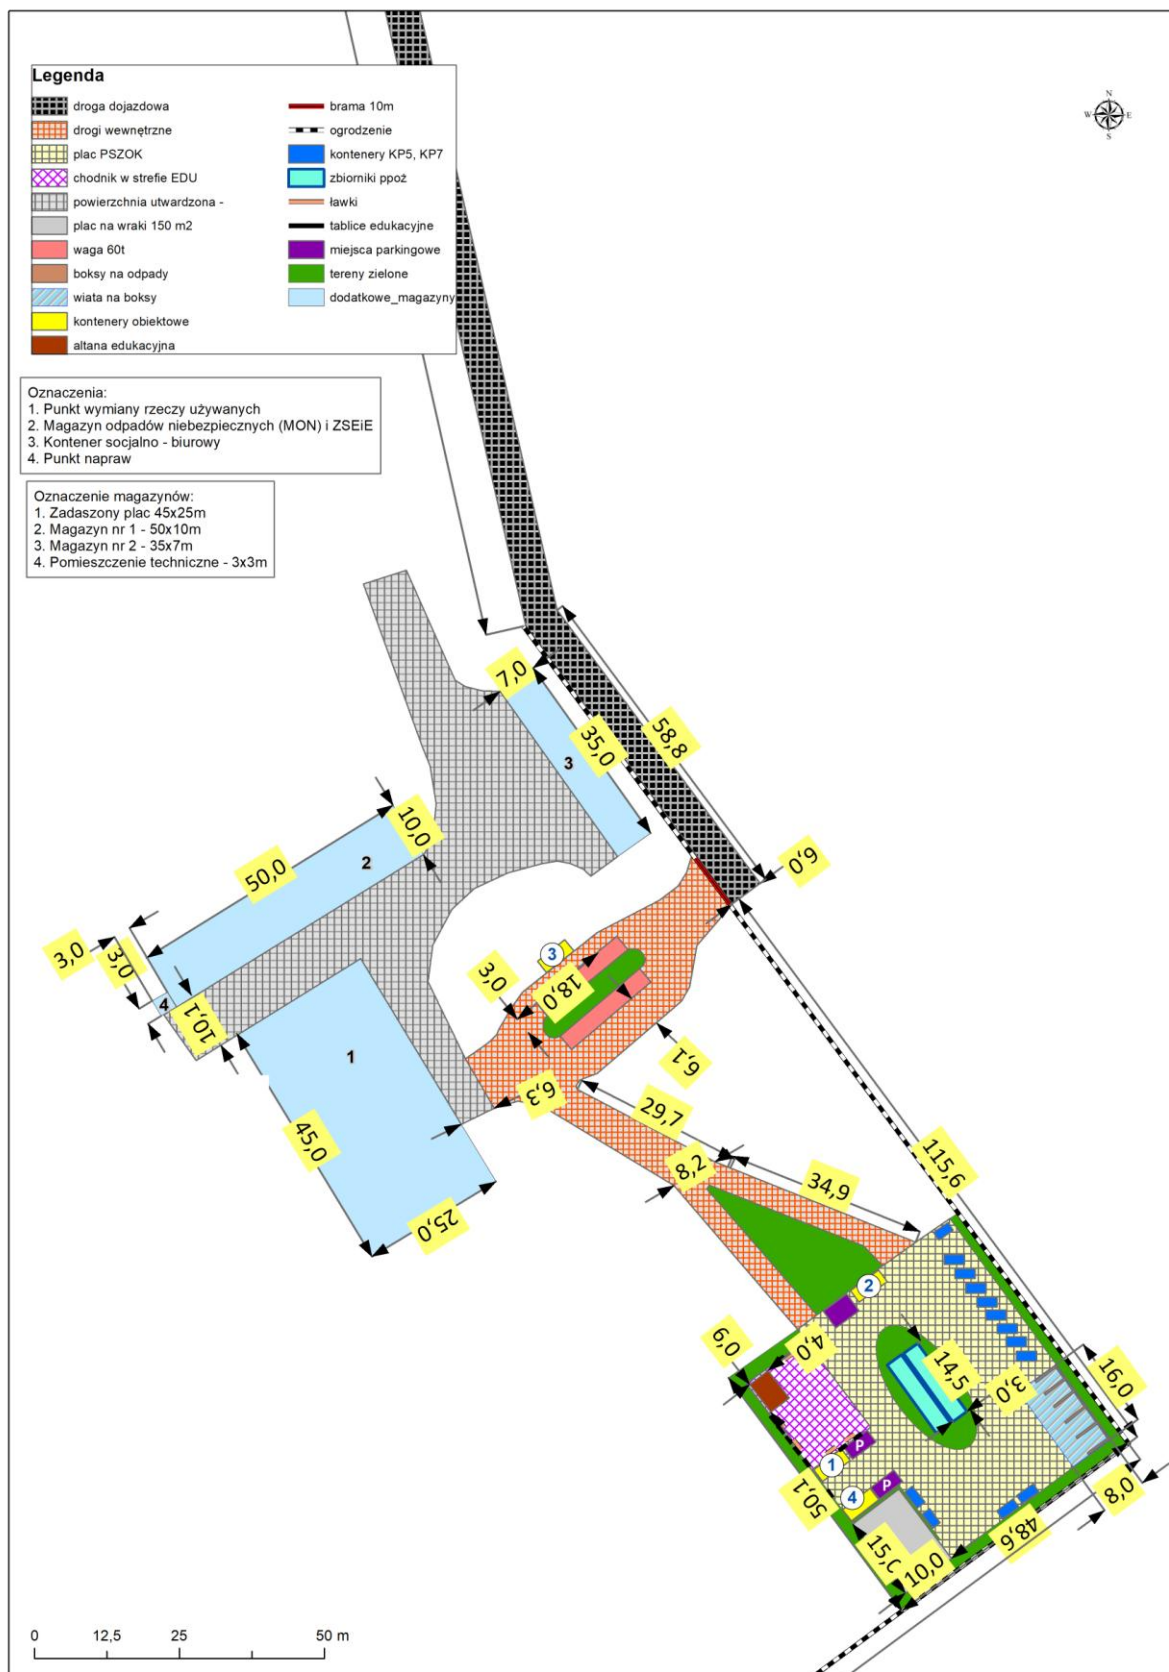 Legenda
droga dojazdowa
drogi wewnętrzne
plac PSZOK
chodnik w strefie EDU
powierzchnia utwardzona -
plac na wraki 150 m2
waga 60t
boksy na odpady
wiata na boksy
kontenery obiektowe
altana edukacyjna
brama 10m
ogrodzenie
kontenery KP5, KP7
zbiorniki ppoż
ławki
tablice edukacyjne
miejsca parkingowe
tereny zielone
dodatkowe_magazyny
N
W E
S
Oznaczenia:
1. Punkt wymiany rzeczy używanych
2. Magazyn odpadów niebezpiecznych (MON) i ZSEiE
3. Kontener socjalno - biurowy
4. Punkt napraw
Oznaczenie magazynów:
1. Zadaszony plac 45x25m
2. Magazyn nr 1 - 50x10m
3. Magazyn nr 2 - 35x7m
4. Pomieszczenie techniczne - 3x3m
7,0
35,0
3
58,8
10,0
2
50,0
6,0
3,0
3,0
4
10,1
3
3,0
18,0
1
6,1
6,3
29,7
45,0
8,2
34,9
115,6
25,0
2
6,0
4,0
14,5
3,0
16,0
P
1
50,1
4
P
8,0
48,6
15,0
10,0
0 12,5 25 50 m